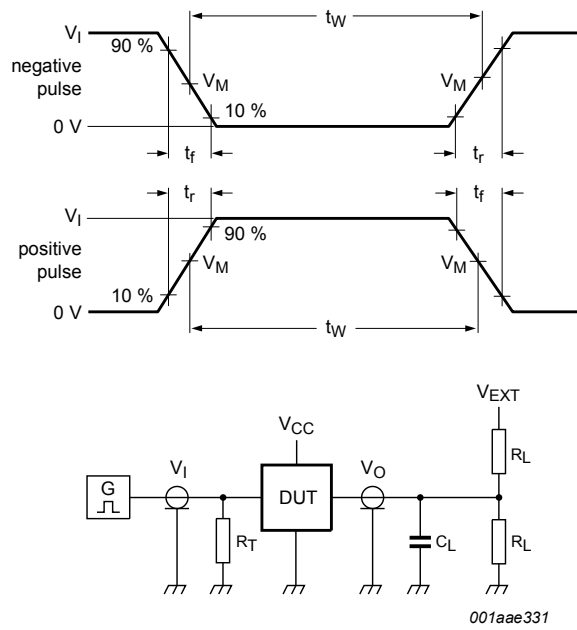 V_I
t_W
90 %
negative
pulse
V_M
V_M
10 %
0 V
t_f
t_r
t_r
t_f
V_I
90 %
positive
pulse
V_M
V_M
10 %
0 V
t_W
V_EXT
V_CC
R_L
V_I
V_O
G
DUT
R_T
C_L
R_L
001aae331